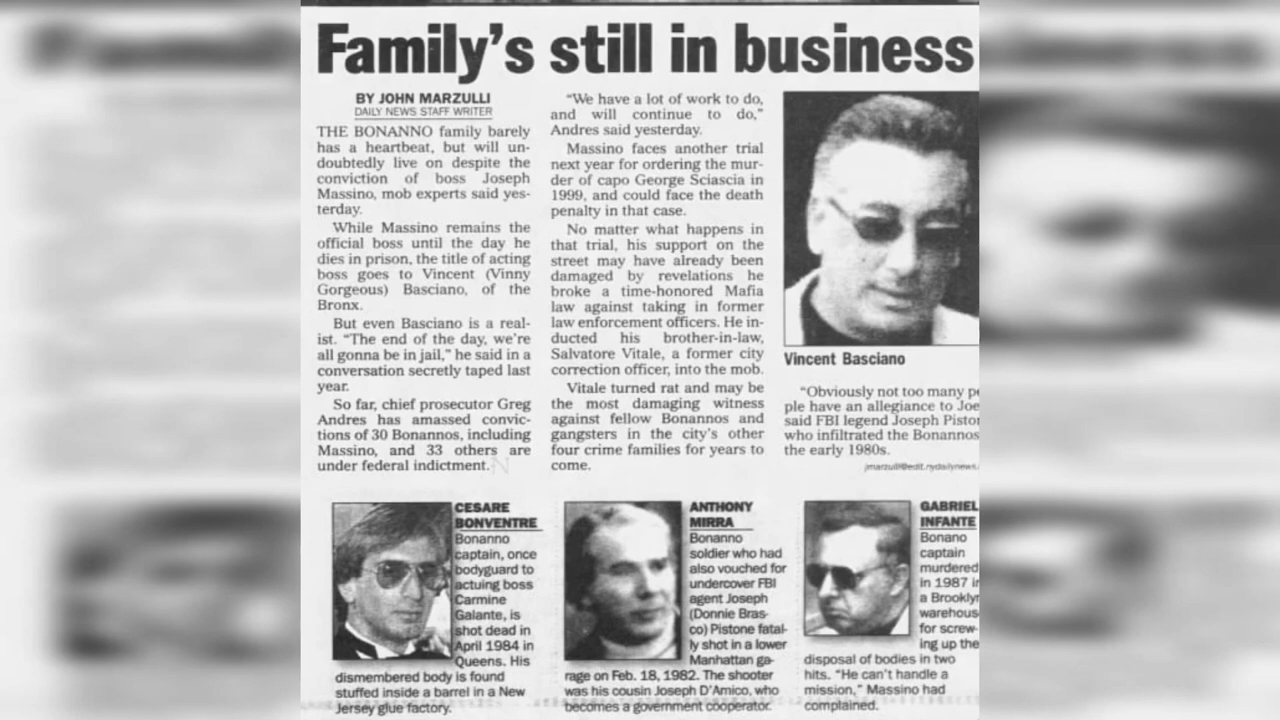 Family's still in business
BY JOHN MARZULLI
DAILY NEWS STAFF WRITER
THE BONANNO family barely
has a heartbeat, but will un-
doubtedly live on despite the
conviction of boss Joseph
Massino, mob experts said yes-
terday.
While Massino remains the
official boss until the day he
dies in prison, the title of acting
boss goes to Vincent (Vinny
Gorgeous) Basciano, of the
Bronx.
But even Basciano is a real-
ist. "The end of the day, we're
all gonna be in jail," he said in a
conversation secretly taped last
year.
So far, chief prosecutor Greg
Andres has amassed convic-
tions of 30 Bonannos, including
Massino, and 33 others are
under federal indictment.
"We have a lot of work to do,
and will continue to do,"
Andres said yesterday.
Massino faces another trial
next year for ordering the mur-
der of capo George Sciascia in
1999, and could face the death
penalty in that case.
No matter what happens in
that trial, his support on the
street may have already been
damaged by revelations he
broke a time-honored Mafia
law against taking in former
law enforcement officers. He in-
ducted his brother-in-law,
Salvatore Vitale, a former city
correction officer, into the mob.
Vitale turned rat and may be
the most damaging witness
against fellow Bonannos and
gangsters in the city's other
four crime families for years to
come.
Vincent Basciano
"Obviously not too many pe
ple have an allegiance to Joe
said FBI legend Joseph Pistor
who infiltrated the Bonannos
the early 1980s.
jmarzulli@edit.nydailynews.
CESARE
BONVENTRE
Bonanno
captain, once
bodyguard to
actuing boss
Carmine
Galante, is
shot dead in
April 1984 in
Queens. His
dismembered body is found
stuffed inside a barrel in a New
Jersey glue factory.
ANTHONY
MIRRA
Bonanno
soldier who had
also vouched for
undercover FBI
agent Joseph
(Donnie Bras-
co) Pistone fatal-
ly shot in a lower
Manhattan ga-
rage on Feb. 18, 1982. The shooter
was his cousin Joseph D'Amico, who
becomes a government cooperator.
GABRIEL
INFANTE
Bonano
captain
murdered
in 1987 in
a Brooklyn
warehous
for screw-
ing up the
disposal of bodies in two
hits. "He can't handle a
mission," Massino had
complained.